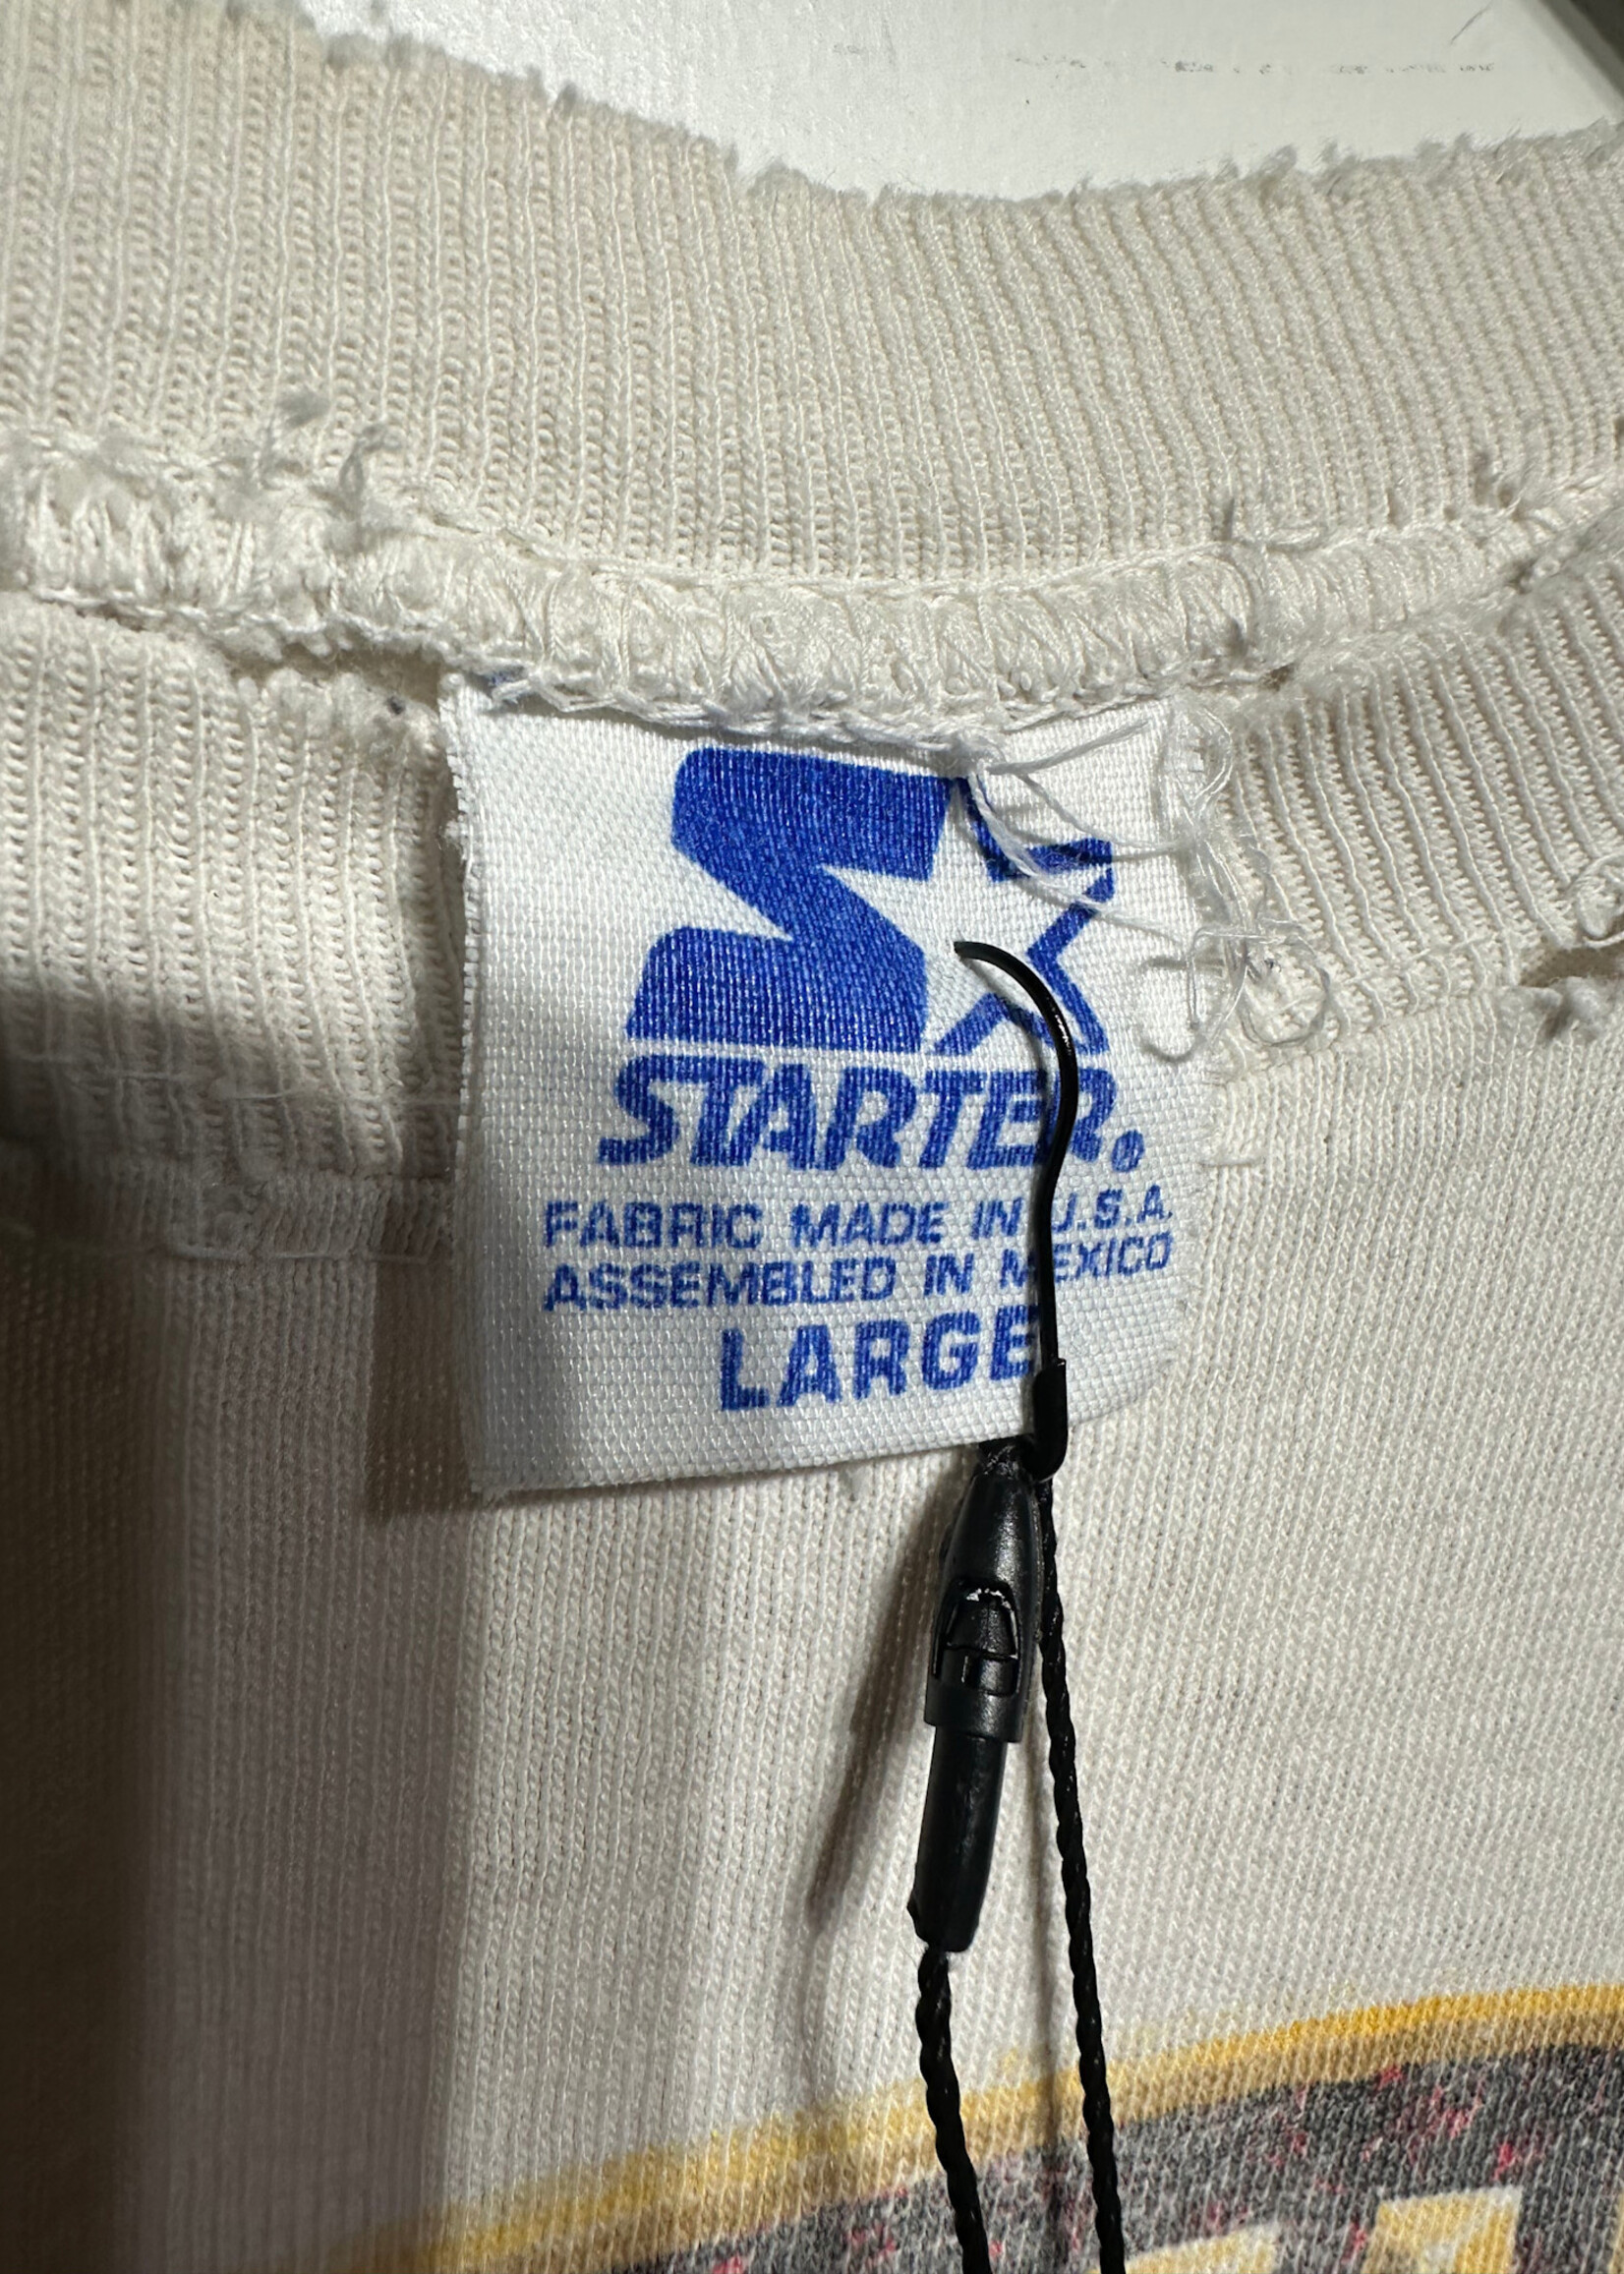 STARTER®
FABRIC MADE IN U.S.A.
ASSEMBLED IN MEXICO
LARGE